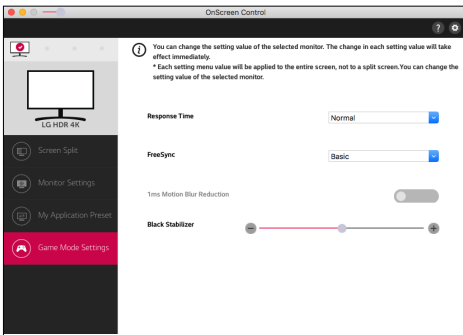 OnScreen Control
?
i You can change the setting value of the selected monitor. The change in each setting value will take
effect immediately.
* Each setting menu value will be applied to the entire screen, not to a split screen.You can change the
setting value of the selected monitor.
LG HDR 4K
Screen Split
Monitor Settings
My Application Preset
Game Mode Settings
Response Time Normal
FreeSync Basic
1ms Motion Blur Reduction
Black Stabilizer